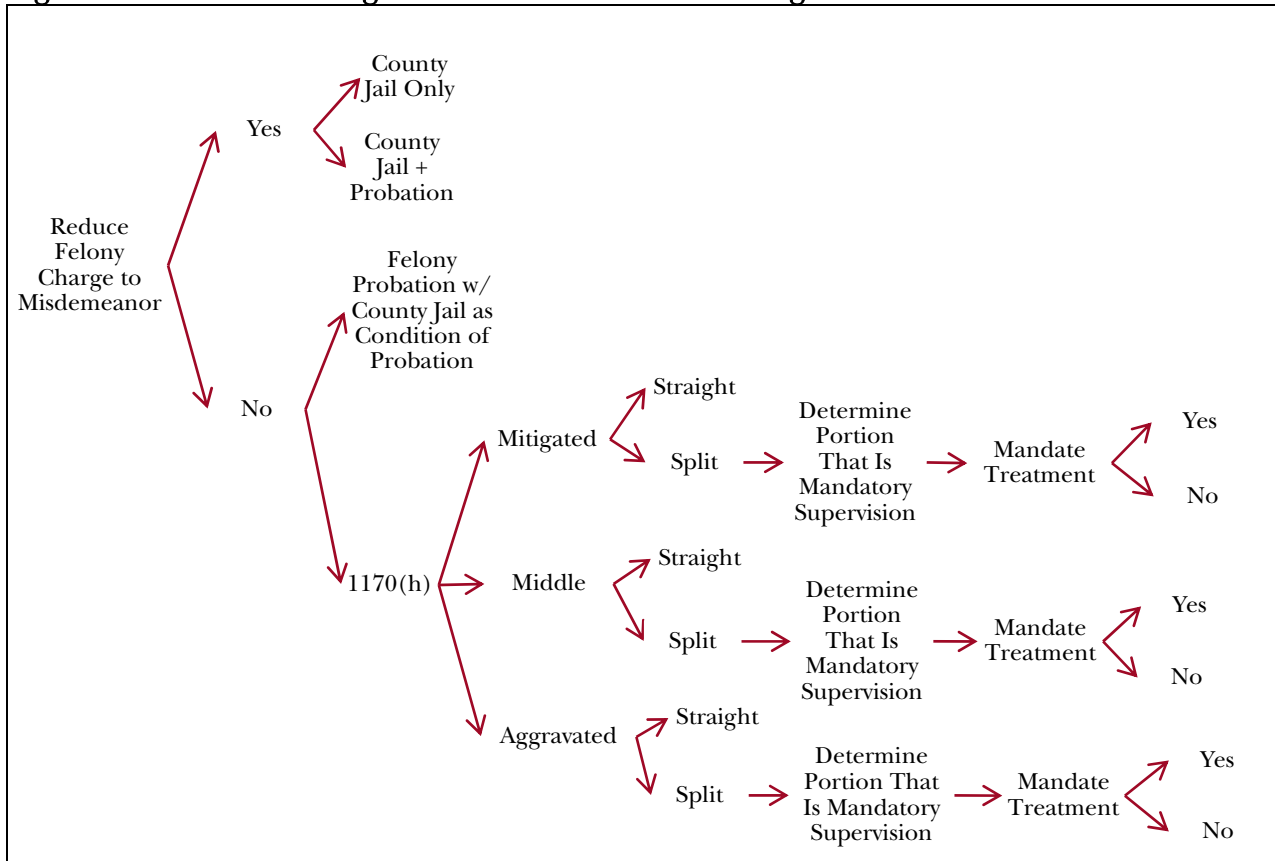 County
Jail Only
Yes
County
Jail +
Probation
Reduce
Felony
Charge to
Misdemeanor
Felony
Probation w/
County Jail as
Condition of
Probation
No
1170(h)
Mitigated
Straight
Split
Determine
Portion
That Is
Mandatory
Supervision
Mandate
Treatment
Yes
No
Middle
Straight
Split
Determine
Portion
That Is
Mandatory
Supervision
Mandate
Treatment
Yes
No
Aggravated
Straight
Split
Determine
Portion That
Is Mandatory
Supervision
Mandate
Treatment
Yes
No